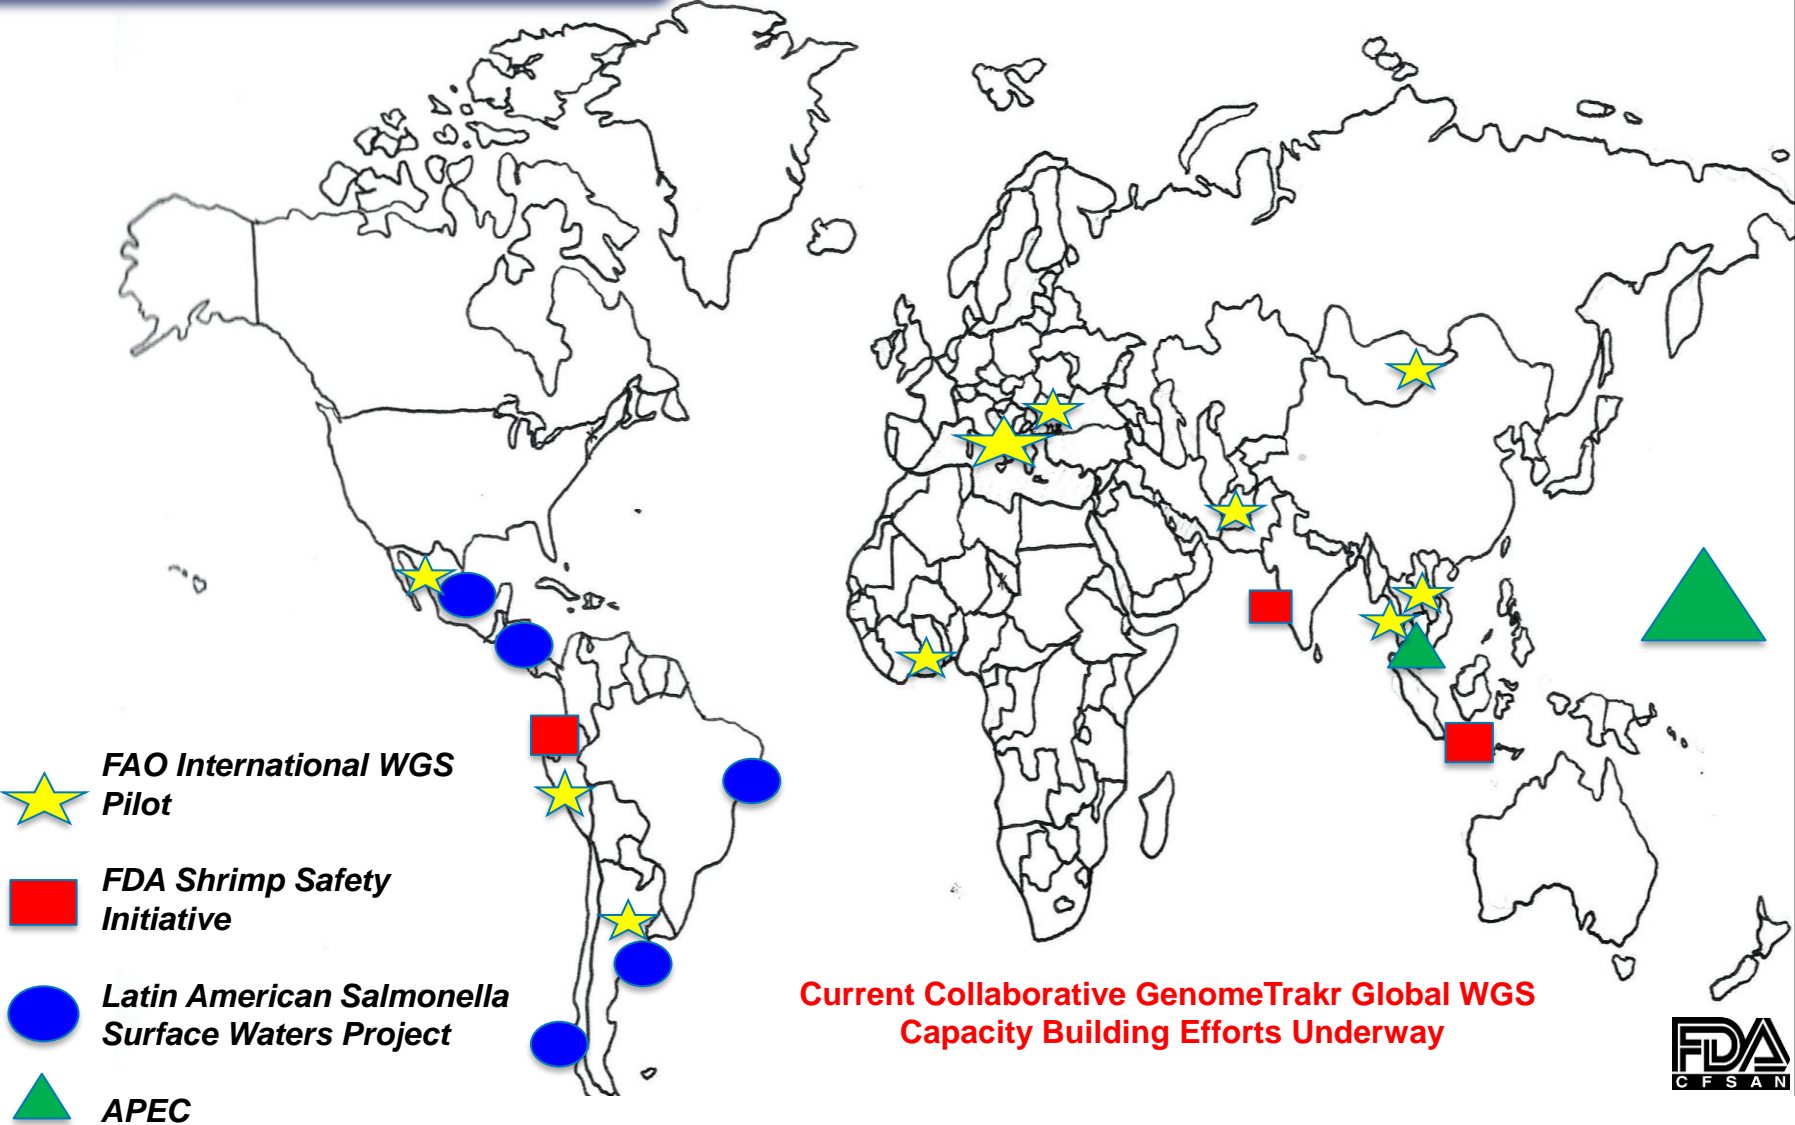 FAO International WGS
Pilot
FDA Shrimp Safety
Initiative
Latin American Salmonella
Surface Waters Project
APEC
Current Collaborative GenomeTrakr Global WGS
Capacity Building Efforts Underway
FDA
CFSAN